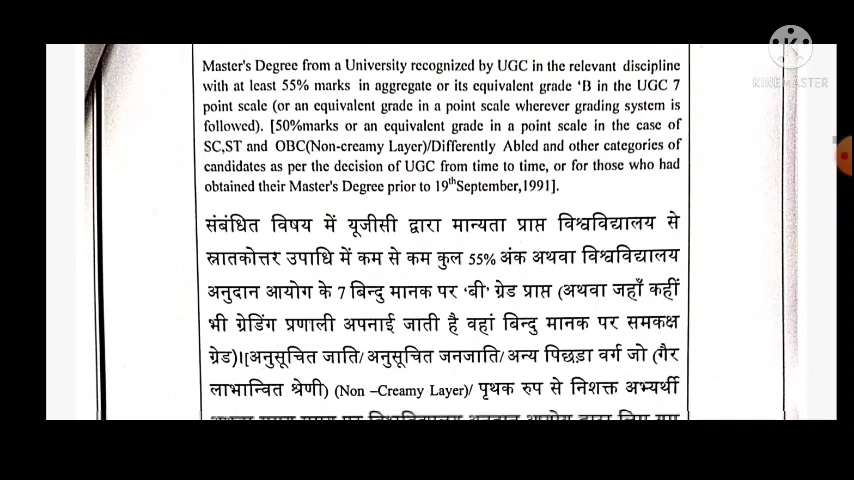 Master's Degree from a University recognized by UGC in the relevant discipline
with at least 55% marks in aggregate or its equivalent grade 'B in the UGC 7
point scale (or an equivalent grade in a point scale wherever grading system is
followed). [50%marks or an equivalent grade in a point scale in the case of
SC,ST and OBC(Non-creamy Layer)/Differently Abled and other categories of
candidates as per the decision of UGC from time to time, or for those who had
obtained their Master's Degree prior to 19thSeptember,1991].
संबंधित विषय में यूजीसी द्वारा मान्यता प्राप्त विश्वविद्यालय से
स्नातकोत्तर उपाधि में कम से कम कुल 55% अंक अथवा विश्वविद्यालय
अनुदान आयोग के 7 बिन्दु मानक पर 'बी' ग्रेड प्राप्त (अथवा जहाँ कहीं
भी ग्रेडिंग प्रणाली अपनाई जाती है वहां बिन्दु मानक पर समकक्ष
ग्रेड)।[अनुसूचित जाति/ अनुसूचित जनजाति/ अन्य पिछड़ा वर्ग जो (गैर
लाभान्वित श्रेणी) (Non –Creamy Layer)/ पृथक रुप से निशक्त अभ्यर्थी
K
KINEMASTER